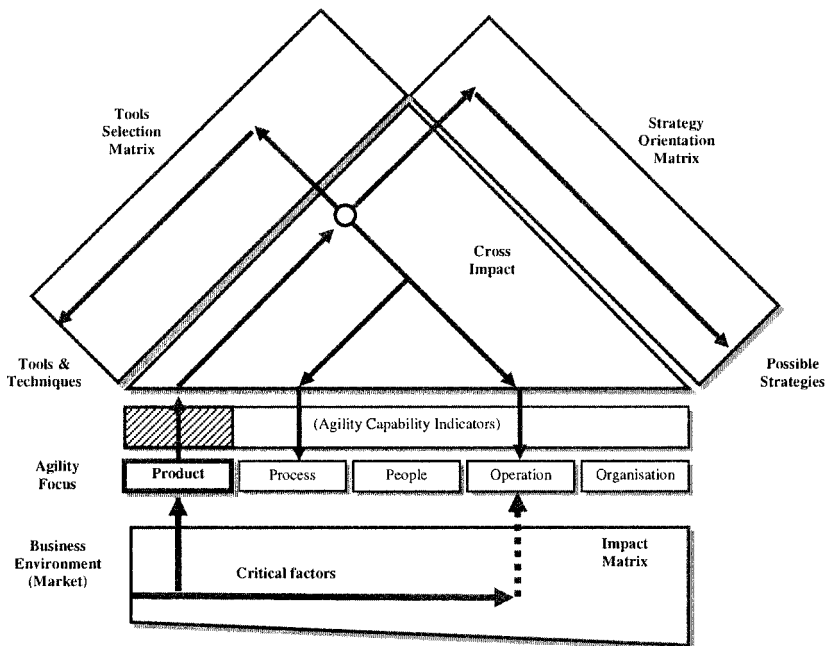 Tools
Selection
Matrix
Strategy
Orientation
Matrix
Cross
Impact
Tools &
Techniques
Possible
Strategies
(Agility Capability Indicators)
Agility
Focus
Product
Process
People
Operation
Organisation
Business
Environment
(Market)
Critical factors
Impact
Matrix